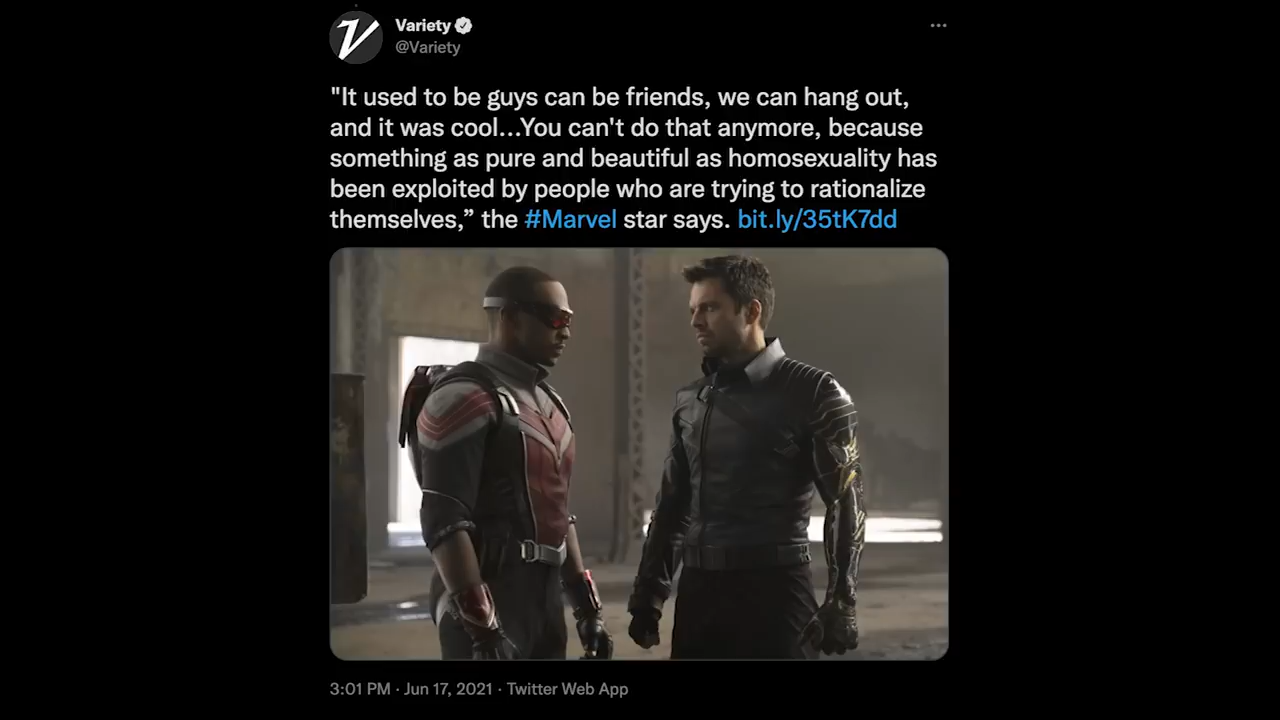 Variety
@Variety
"It used to be guys can be friends, we can hang out,
and it was cool...You can't do that anymore, because
something as pure and beautiful as homosexuality has
been exploited by people who are trying to rationalize
themselves,” the #Marvel star says. bit.ly/35tK7dd
3:01 PM · Jun 17, 2021 · Twitter Web App